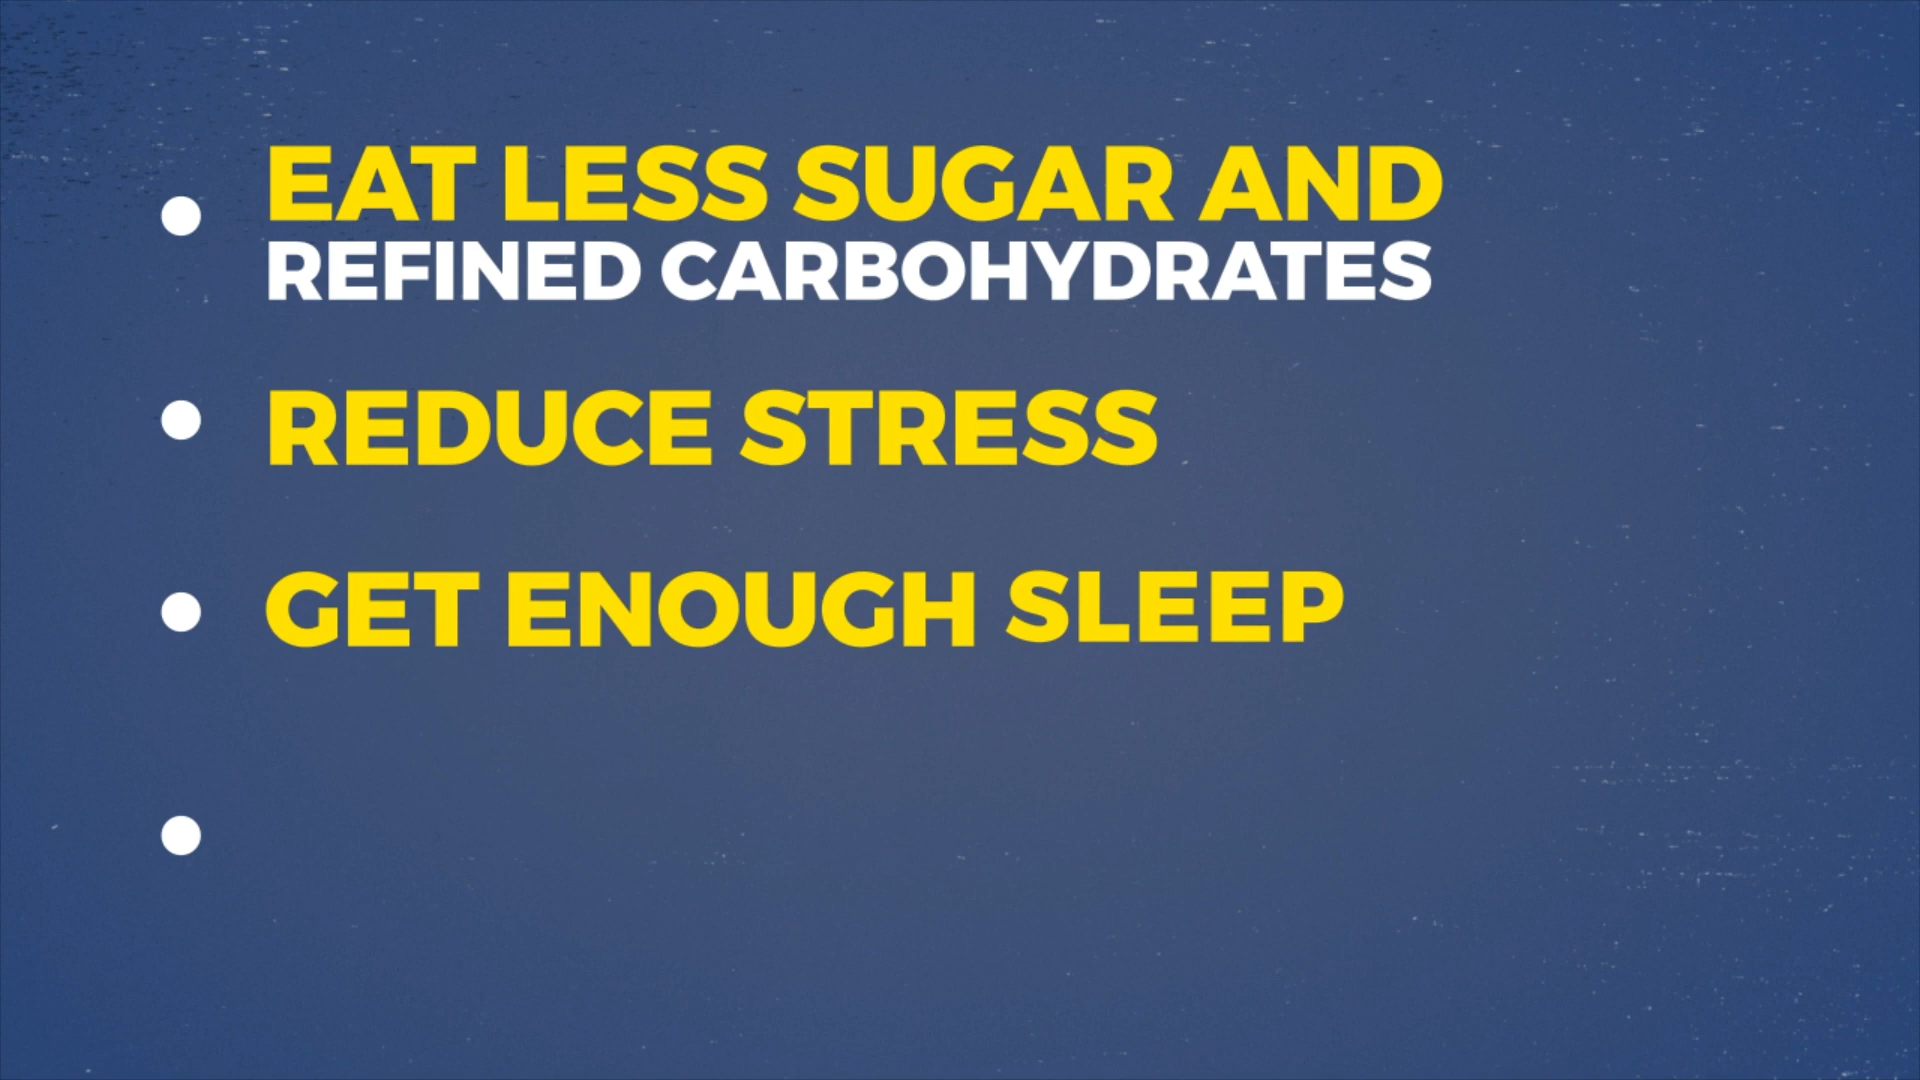 EAT LESS SUGAR AND
REFINED CARBOHYDRATES
REDUCE STRESS
GET ENOUGH SLEEP